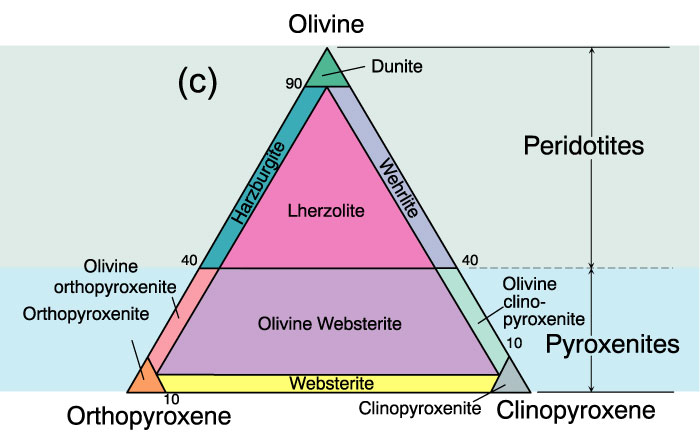 Olivine
(c)
Dunite
90
Peridotites
Harzburgite
Wehrlite
Lherzolite
40
40
Olivine
orthopyroxenite
Orthopyroxenite
Olivine Websterite
Olivine
clino-
pyroxenite
10
Pyroxenites
Websterite
10
Clinopyroxenite
Orthopyroxene
Clinopyroxene